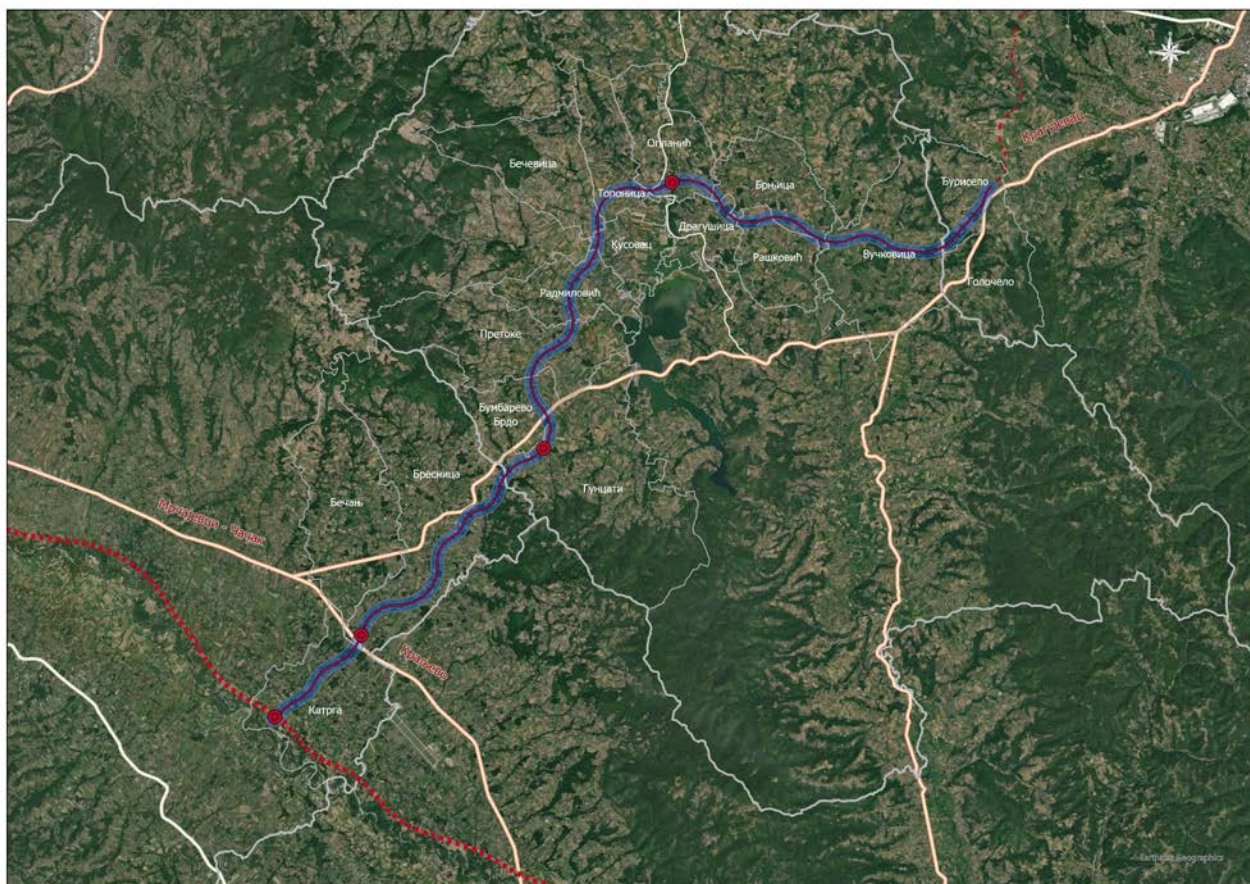 Крагујевац
Опланић
Бечевица
Ђурисело
Брњица
Топоница
Драгушица
Кусовац
Рашковић
Вучковица
Голочело
Радмиловић
Претоке
Бумбарево
Брдо
Бресница
Гунцати
Бечањ
Мрчајевци - Чачак
Краљево
Катрга
Earthstar Geographics